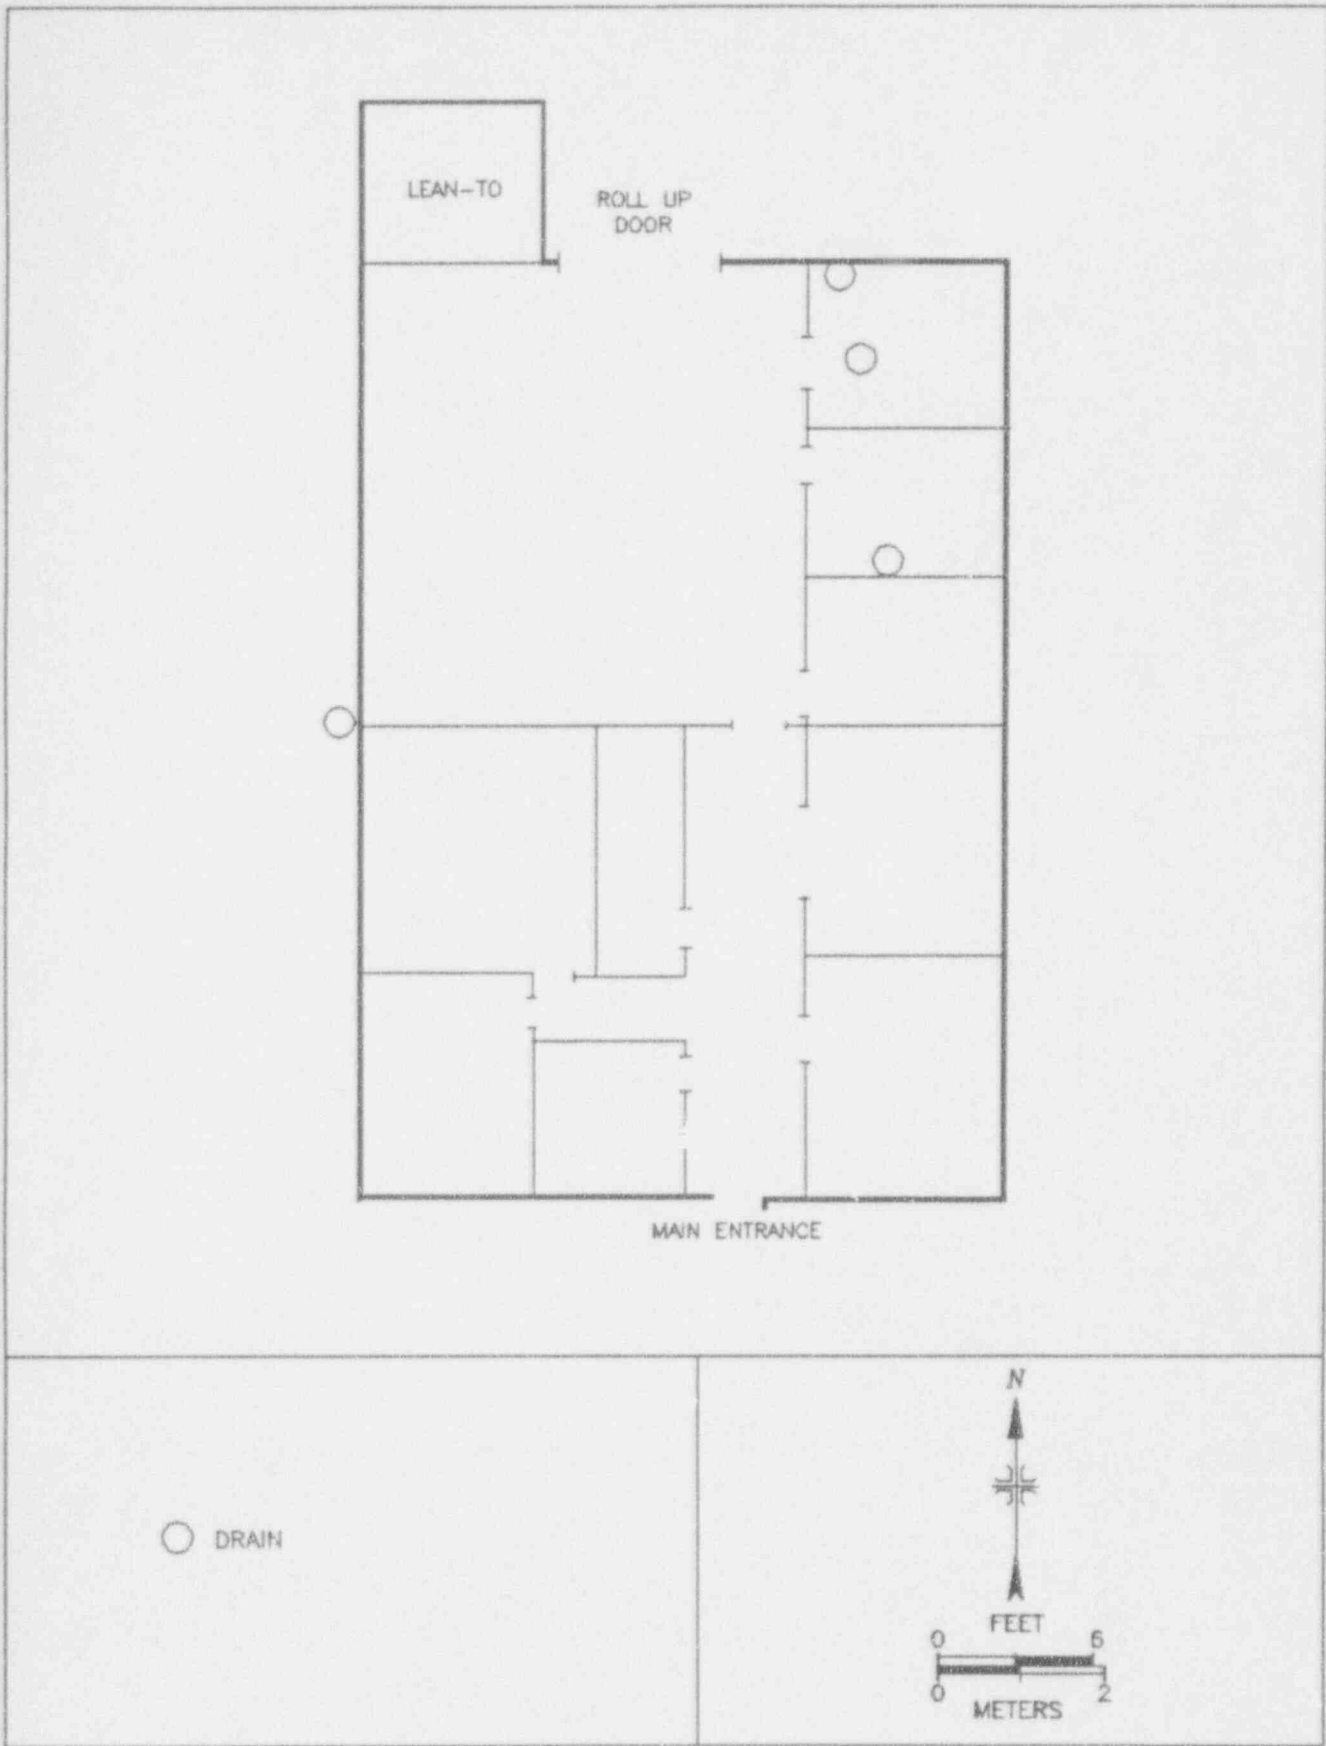 LEAN-TO
ROLL UP
DOOR
MAIN ENTRANCE
DRAIN
N
FEET
0 6
0 2
METERS